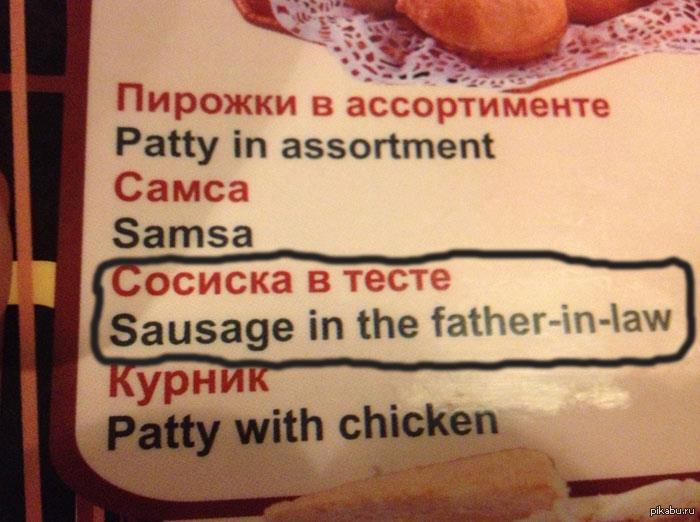 Пирожки в ассортименте
Patty in assortment
Самса
Samsa
Сосиска в тесте
Sausage in the father-in-law
Курник
Patty with chicken
pikabu.ru